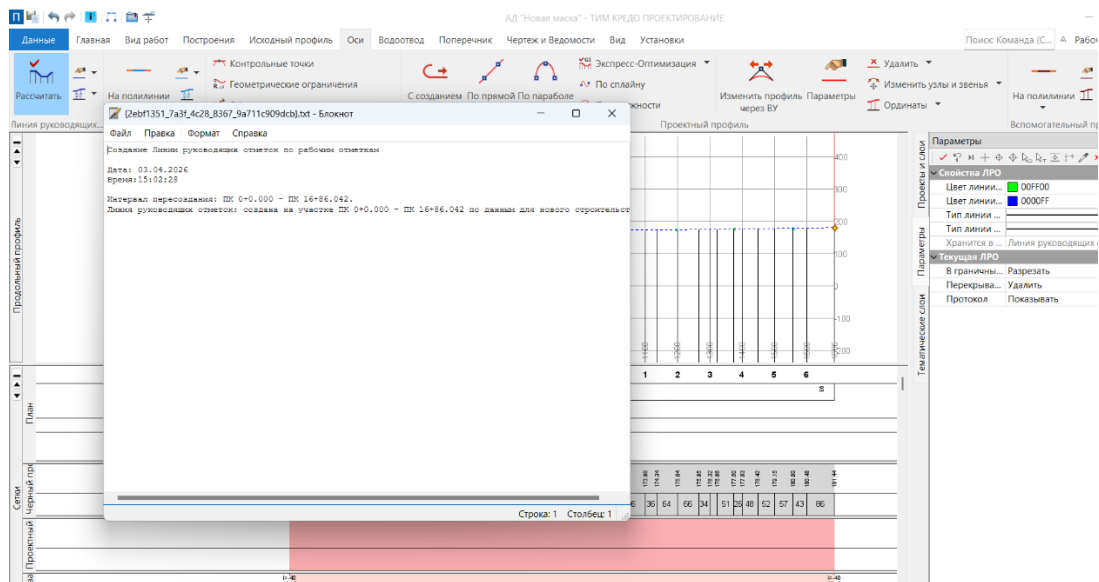 АД "Новая маска" - ТИМ КРЕДО ПРОЕКТИРОВАНИЕ
Данные Главная Вид работ Построения Исходный профиль Оси Водоотвод Поперечник Чертеж и Ведомости Вид Установки
Поиск: Команда (С...
Рассчитать
На полилинии
Контрольные точки
Геометрические ограничения
С созданием По прямой По параболе
Экспресс-Оптимизация
По сплайну
Изменить профиль через ВУ
Параметры
Удалить
Изменить узлы и звенья
Ординаты
На полилинии
Линия руководящих...
Проектный профиль
{2ebf1351_7a3f_4c28_8367_9a711c909dcb}.txt - Блокнот
Файл Правка Формат Справка
Создание Линии руководящих отметок по рабочим отметкам
Дата: 03.04.2026
Время:15:02:28
Интервал пересоздания: ПК 0+0.000 - ПК 16+86.042.
Линия руководящих отметок: создана на участке ПК 0+0.000 - ПК 16+86.042 по данным для нового строительст
Строка: 1 Столбец: 1
Продольный профиль
400
300
200
100
0
-100
-200
1100 1200 1300 1400 1500
1 2 3 4 5 6
План
Сетки
36 64 66 34 51 26 48 52 57 43 86
Проекты и слои
Параметры
Тематические слои
Параметры
Свойства ЛРО
Цвет линии... 00FF00
Цвет линии... 0000FF
Тип линии ...
Тип линии ...
Хранится в ... Линия руководящих
Текущая ЛРО
В граничны... Разрезать
Перекрыва... Удалить
Протокол Показывать